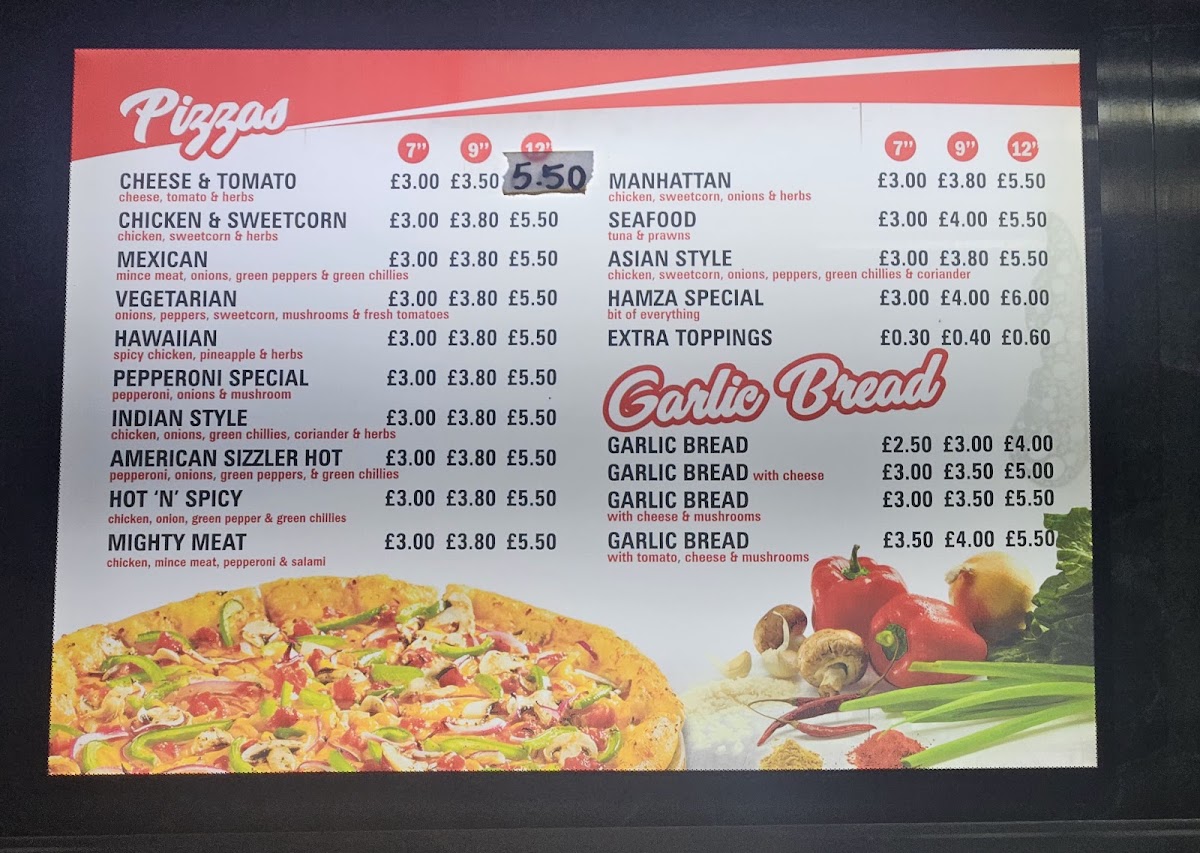 Pizzas
7" 9" 12"
CHEESE & TOMATO £3.00 £3.50 5.50
cheese, tomato & herbs
CHICKEN & SWEETCORN £3.00 £3.80 £5.50
chicken, sweetcorn & herbs
MEXICAN £3.00 £3.80 £5.50
mince meat, onions, green peppers & green chillies
VEGETARIAN £3.00 £3.80 £5.50
onions, peppers, sweetcorn, mushrooms & fresh tomatoes
HAWAIIAN £3.00 £3.80 £5.50
spicy chicken, pineapple & herbs
PEPPERONI SPECIAL £3.00 £3.80 £5.50
pepperoni, onions & mushroom
INDIAN STYLE £3.00 £3.80 £5.50
chicken, onions, green chillies, coriander & herbs
AMERICAN SIZZLER HOT £3.00 £3.80 £5.50
pepperoni, onions, green peppers, & green chillies
HOT 'N' SPICY £3.00 £3.80 £5.50
chicken, onion, green pepper & green chillies
MIGHTY MEAT £3.00 £3.80 £5.50
chicken, mince meat, pepperoni & salami
7" 9" 12"
MANHATTAN £3.00 £3.80 £5.50
chicken, sweetcorn, onions & herbs
SEAFOOD £3.00 £4.00 £5.50
tuna & prawns
ASIAN STYLE £3.00 £3.80 £5.50
chicken, sweetcorn, onions, peppers, green chillies & coriander
HAMZA SPECIAL £3.00 £4.00 £6.00
bit of everything
EXTRA TOPPINGS £0.30 £0.40 £0.60
Garlic Bread
GARLIC BREAD £2.50 £3.00 £4.00
GARLIC BREAD with cheese £3.00 £3.50 £5.00
GARLIC BREAD £3.00 £3.50 £5.50
with cheese & mushrooms
GARLIC BREAD £3.50 £4.00 £5.50
with tomato, cheese & mushrooms